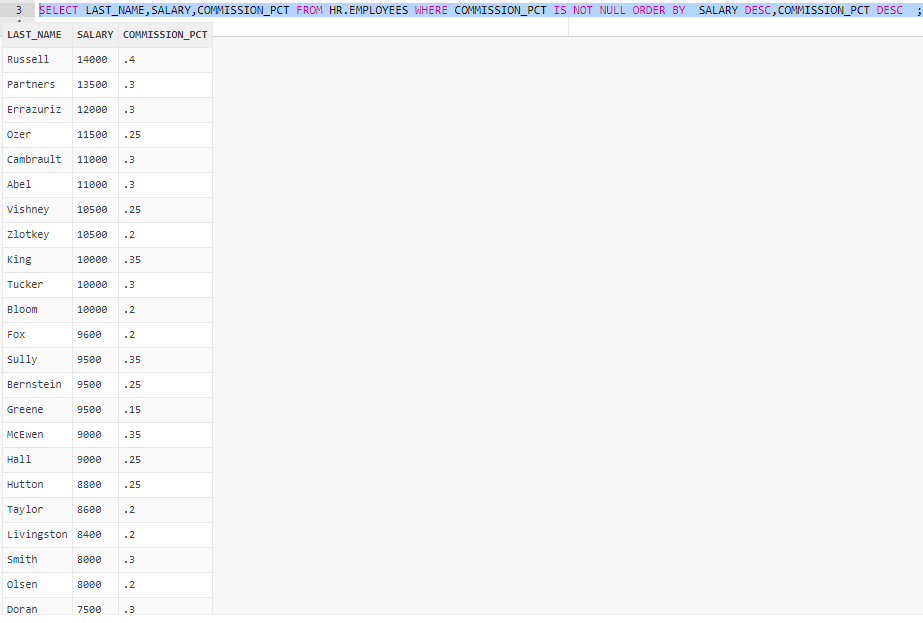 3 SELECT LAST_NAME,SALARY,COMMISSION_PCT FROM HR.EMPLOYEES WHERE COMMISSION_PCT IS NOT NULL ORDER BY  SALARY DESC,COMMISSION_PCT DESC  ;
LAST_NAME SALARY COMMISSION_PCT
Russell 14000 .4
Partners 13500 .3
Errazuriz 12000 .3
Ozer 11500 .25
Cambrault 11000 .3
Abel 11000 .3
Vishney 10500 .25
Zlotkey 10500 .2
King 10000 .35
Tucker 10000 .3
Bloom 10000 .2
Fox 9600 .2
Sully 9500 .35
Bernstein 9500 .25
Greene 9500 .15
McEwen 9000 .35
Hall 9000 .25
Hutton 8800 .25
Taylor 8600 .2
Livingston 8400 .2
Smith 8000 .3
Olsen 8000 .2
Doran 7500 .3